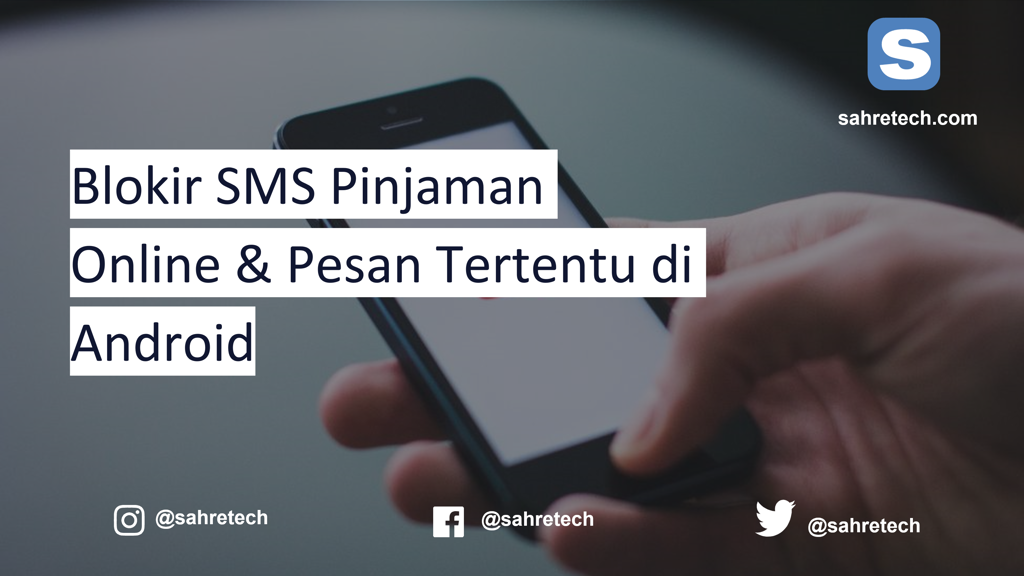 S
sahretech.com
Blokir SMS Pinjaman
Online & Pesan Tertentu di
Android
@sahretech
@sahretech
@sahretech